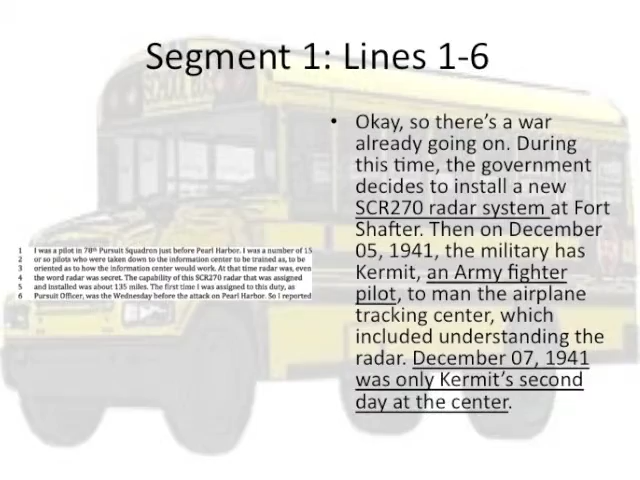 Segment 1: Lines 1-6
1 I was a pilot in 78th Pursuit Squadron just before Pearl Harbor. I was a number of 15
2 or so pilots who were taken down to the information center to be trained as, to be
3 oriented as to how the information center would work. At that time radar was, even
4 the word radar was secret. The capability of this SCR270 radar that was assigned
5 and installed was about 135 miles. The first time I was assigned to this duty, as
6 Pursuit Officer, was the Wednesday before the attack on Pearl Harbor. So I reported
• Okay, so there's a war
already going on. During
this time, the government
decides to install a new
SCR270 radar system at Fort
Shafter. Then on December
05, 1941, the military has
Kermit, an Army fighter
pilot, to man the airplane
tracking center, which
included understanding the
radar. December 07, 1941
was only Kermit's second
day at the center.